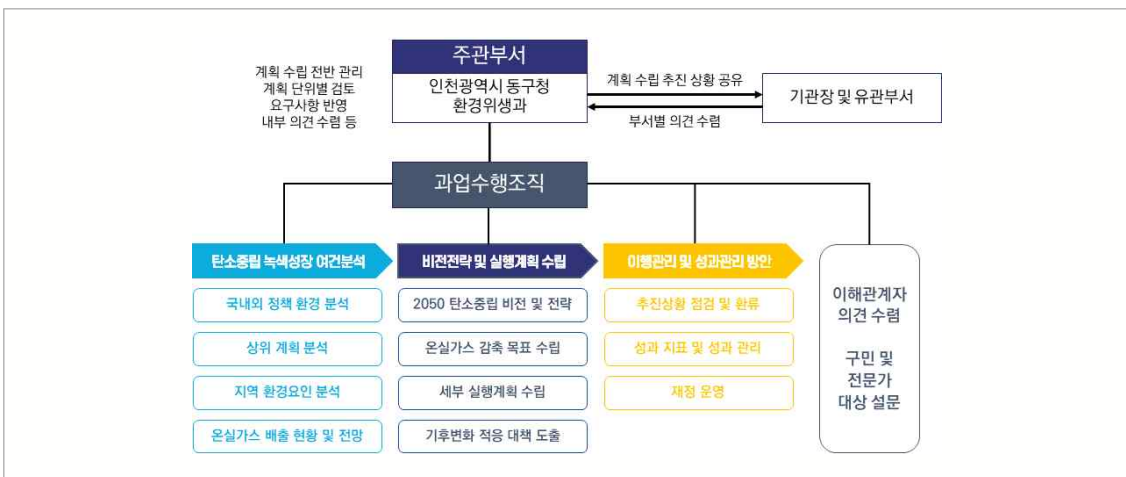 주관부서
인천광역시 동구청
환경위생과
계획 수립 전반 관리
계획 단위별 검토
요구사항 반영
내부 의견 수렴 등
계획 수립 추진 상황 공유
부서별 의견 수렴
기관장 및 유관부서
과업수행조직
탄소중립 녹색성장 여건분석
국내외 정책 환경 분석
상위 계획 분석
지역 환경요인 분석
온실가스 배출 현황 및 전망
비전전략 및 실행계획 수립
2050 탄소중립 비전 및 전략
온실가스 감축 목표 수립
세부 실행계획 수립
기후변화 적응 대책 도출
이행관리 및 성과관리 방안
추진상황 점검 및 환류
성과 지표 및 성과 관리
재정 운영
이해관계자
의견 수렴
구민 및
전문가
대상 설문